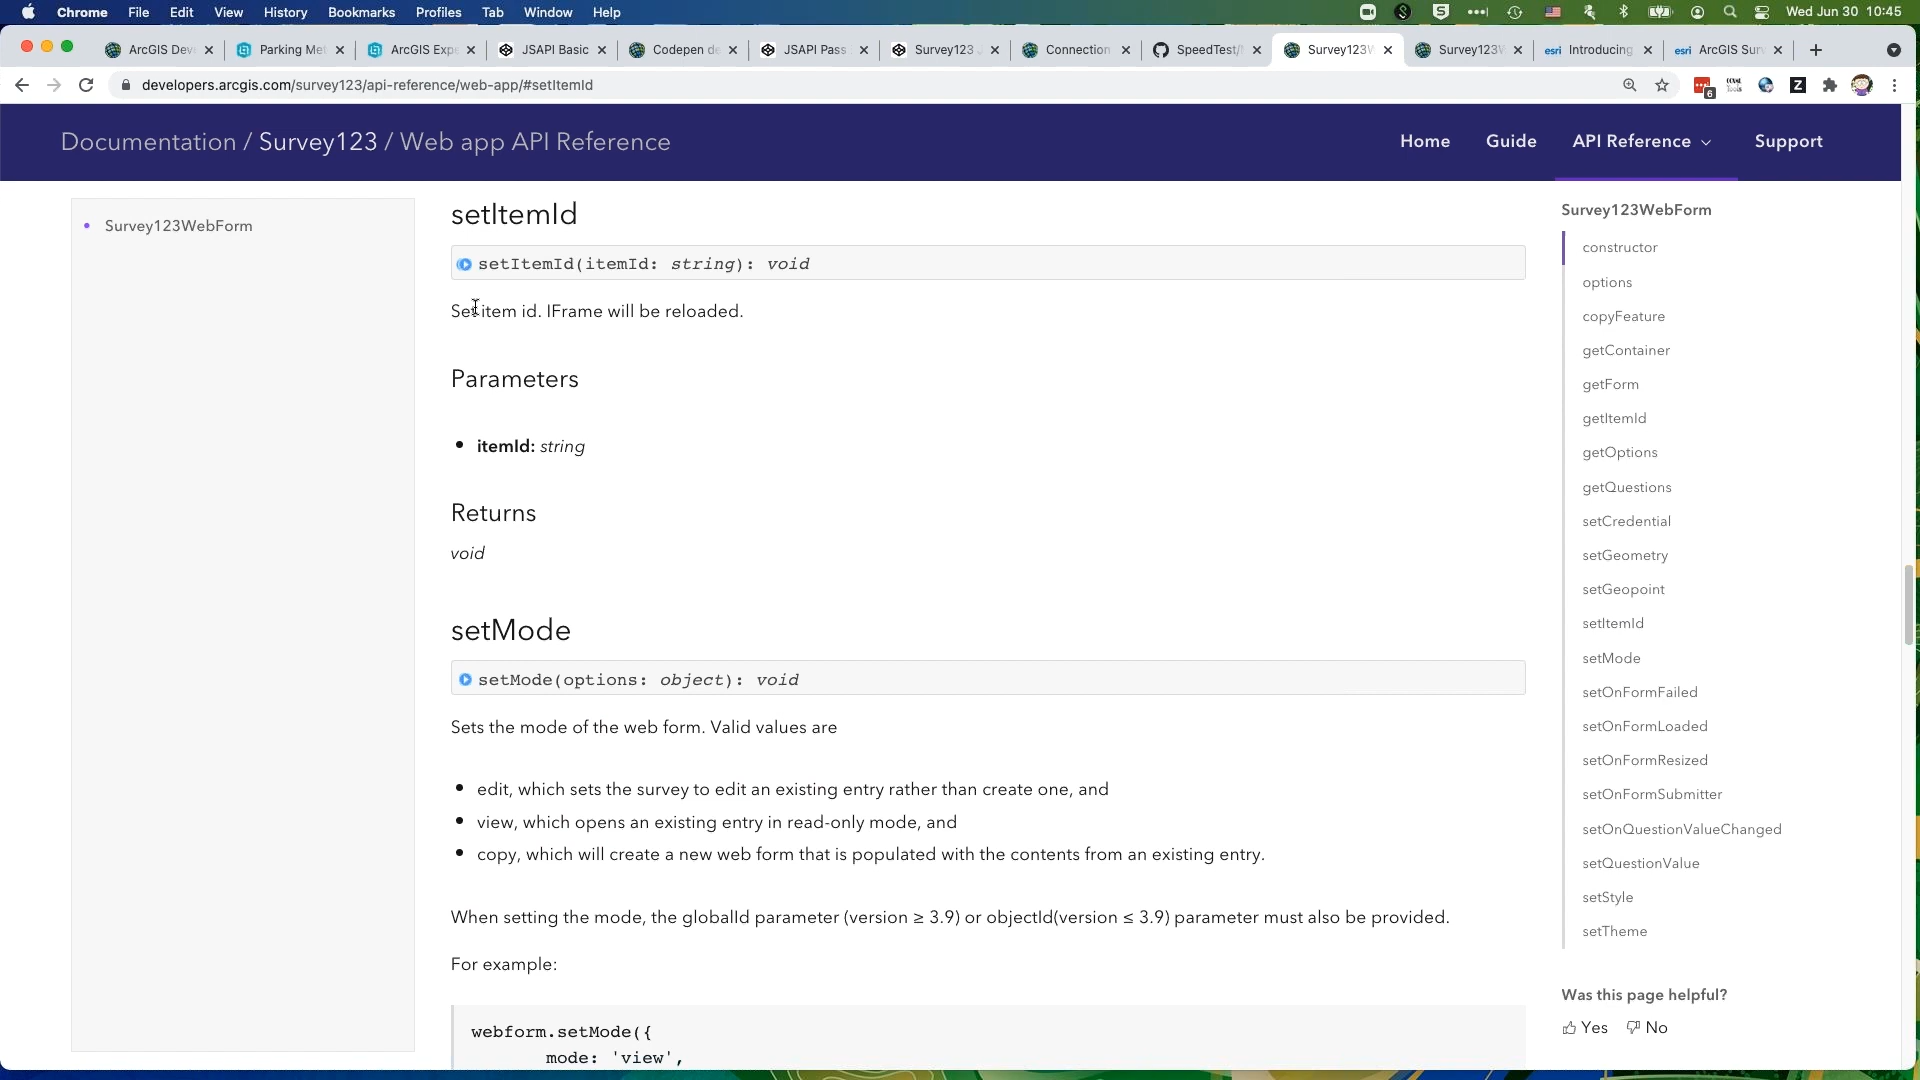 Chrome File Edit View History Bookmarks Profiles Tab Window Help Wed Jun 30 10:45
ArcGIS Dev Parking Me ArcGIS Expe JSAPI Basic Codepen de JSAPI Pass Survey123 Connection SpeedTest/ Survey123W Survey123W esri Introducing esri ArcGIS Sur
developers.arcgis.com/survey123/api-reference/web-app/#setItemId 6 Z
Documentation / Survey123 / Web app API Reference Home Guide API Reference Support
Survey123WebForm
setItemId
setItemId(itemId: string): void
Set item id. IFrame will be reloaded.
Parameters
itemId: string
Returns
void
setMode
setMode(options: object): void
Sets the mode of the web form. Valid values are
edit, which sets the survey to edit an existing entry rather than create one, and
view, which opens an existing entry in read-only mode, and
copy, which will create a new web form that is populated with the contents from an existing entry.
When setting the mode, the globalId parameter (version ≥ 3.9) or objectId(version ≤ 3.9) parameter must also be provided.
For example:
webform.setMode({
mode: 'view',
Survey123WebForm
constructor
options
copyFeature
getContainer
getForm
getItemId
getOptions
getQuestions
setCredential
setGeometry
setGeopoint
setItemId
setMode
setOnFormFailed
setOnFormLoaded
setOnFormResized
setOnFormSubmitter
setOnQuestionValueChanged
setQuestionValue
setStyle
setTheme
Was this page helpful?
Yes No